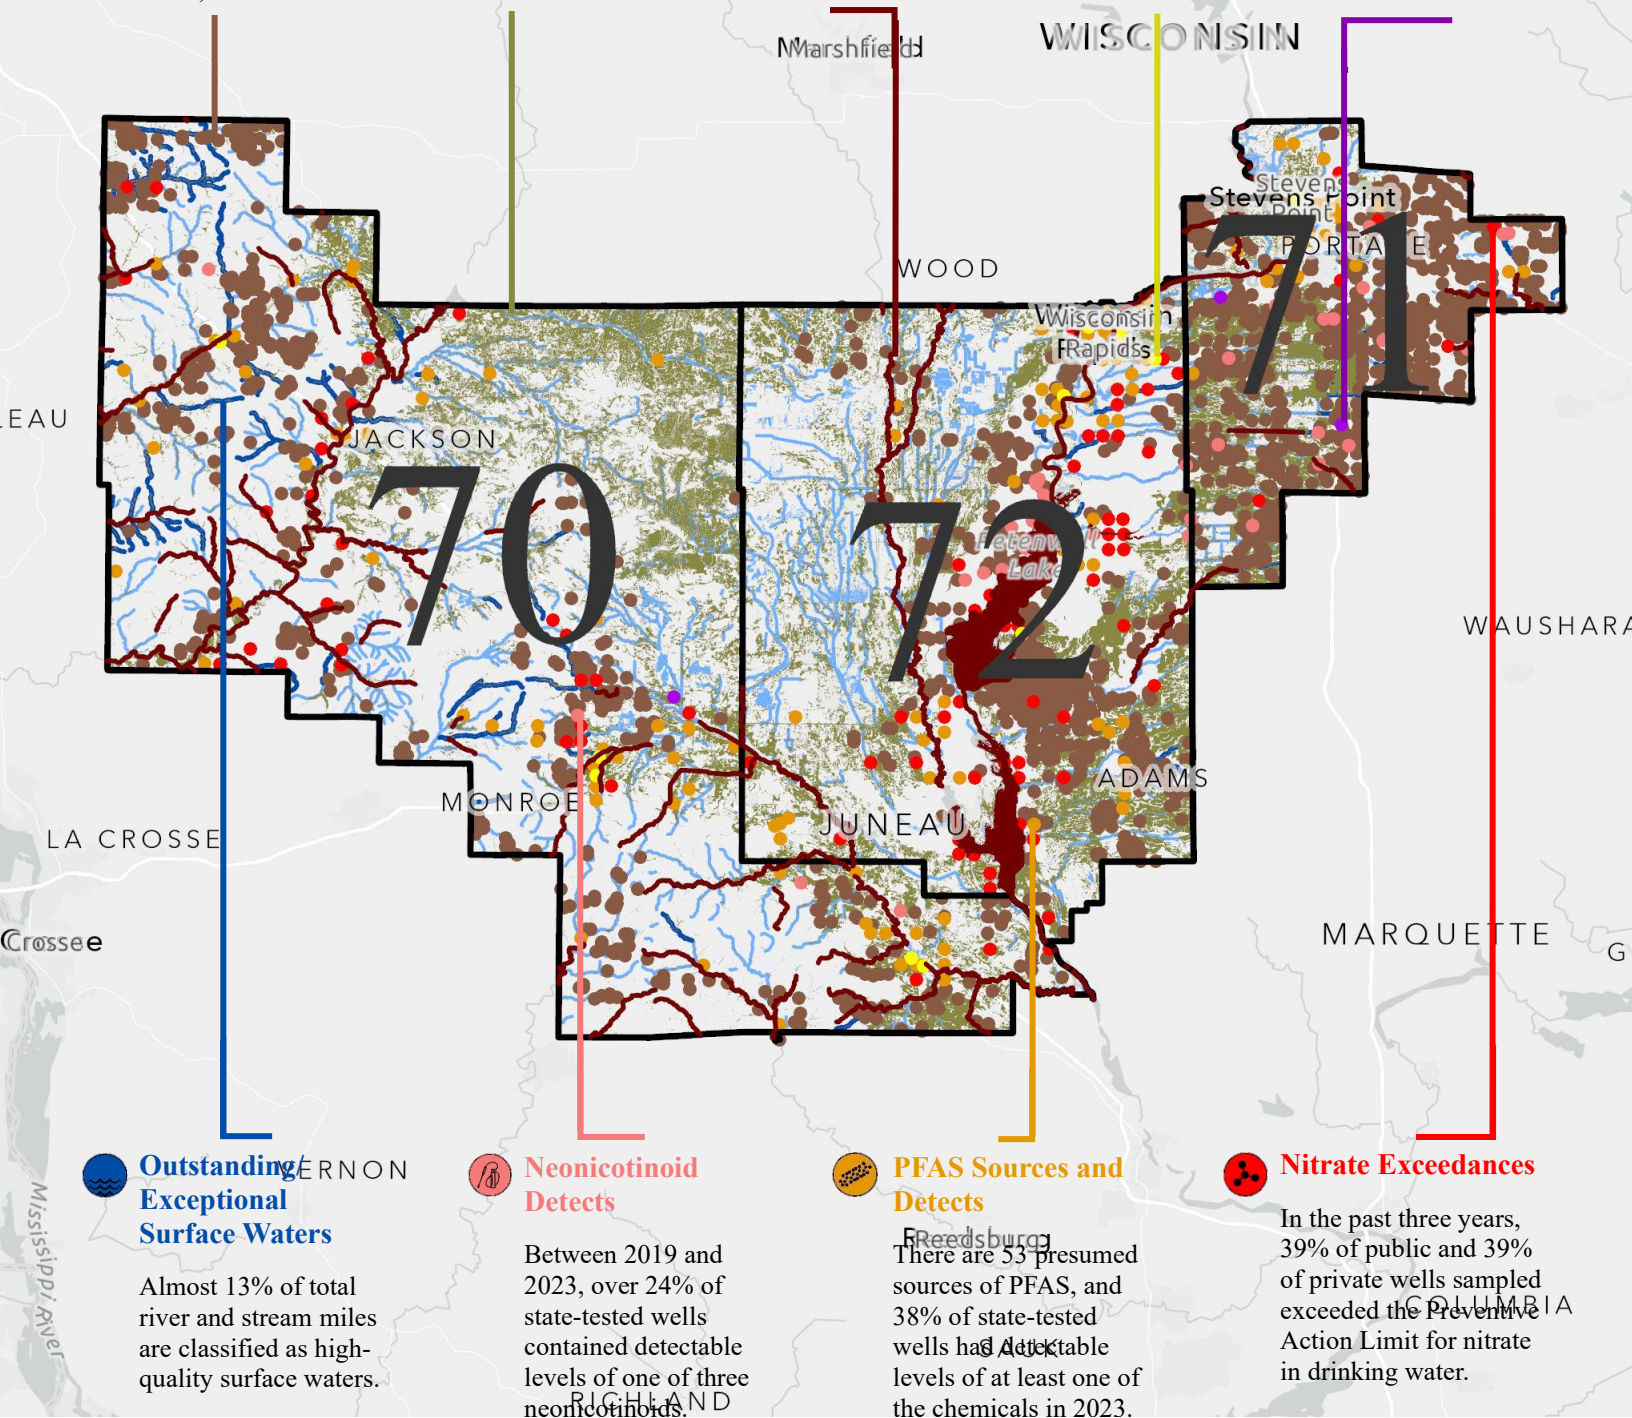 Marshfield
WISCONSIN
Stevens Point
Stevens
Point
PORTAGE
WOOD
71
Wisconsin
Rapids
LEAU
JACKSON
70
72
Petenwell
Lake
WAUSHARA
ADAMS
MONROE
JUNEAU
LA CROSSE
MARQUETTE
Crosse
G
Mississippi River
VERNON
Outstanding/
Exceptional
Surface Waters
Almost 13% of total
river and stream miles
are classified as high-
quality surface waters.
Neonicotinoid
Detects
Between 2019 and
2023, over 24% of
state-tested wells
contained detectable
levels of one of three
neonicotinoids.
RICHLAND
PFAS Sources and
Detects
Reedsburg
There are 53 presumed
sources of PFAS, and
38% of state-tested
wells had detectable
levels of at least one of
the chemicals in 2023.
SAUK
Nitrate Exceedances
In the past three years,
39% of public and 39%
of private wells sampled
exceeded the Preventive
Action Limit for nitrate
in drinking water.
COLUMBIA